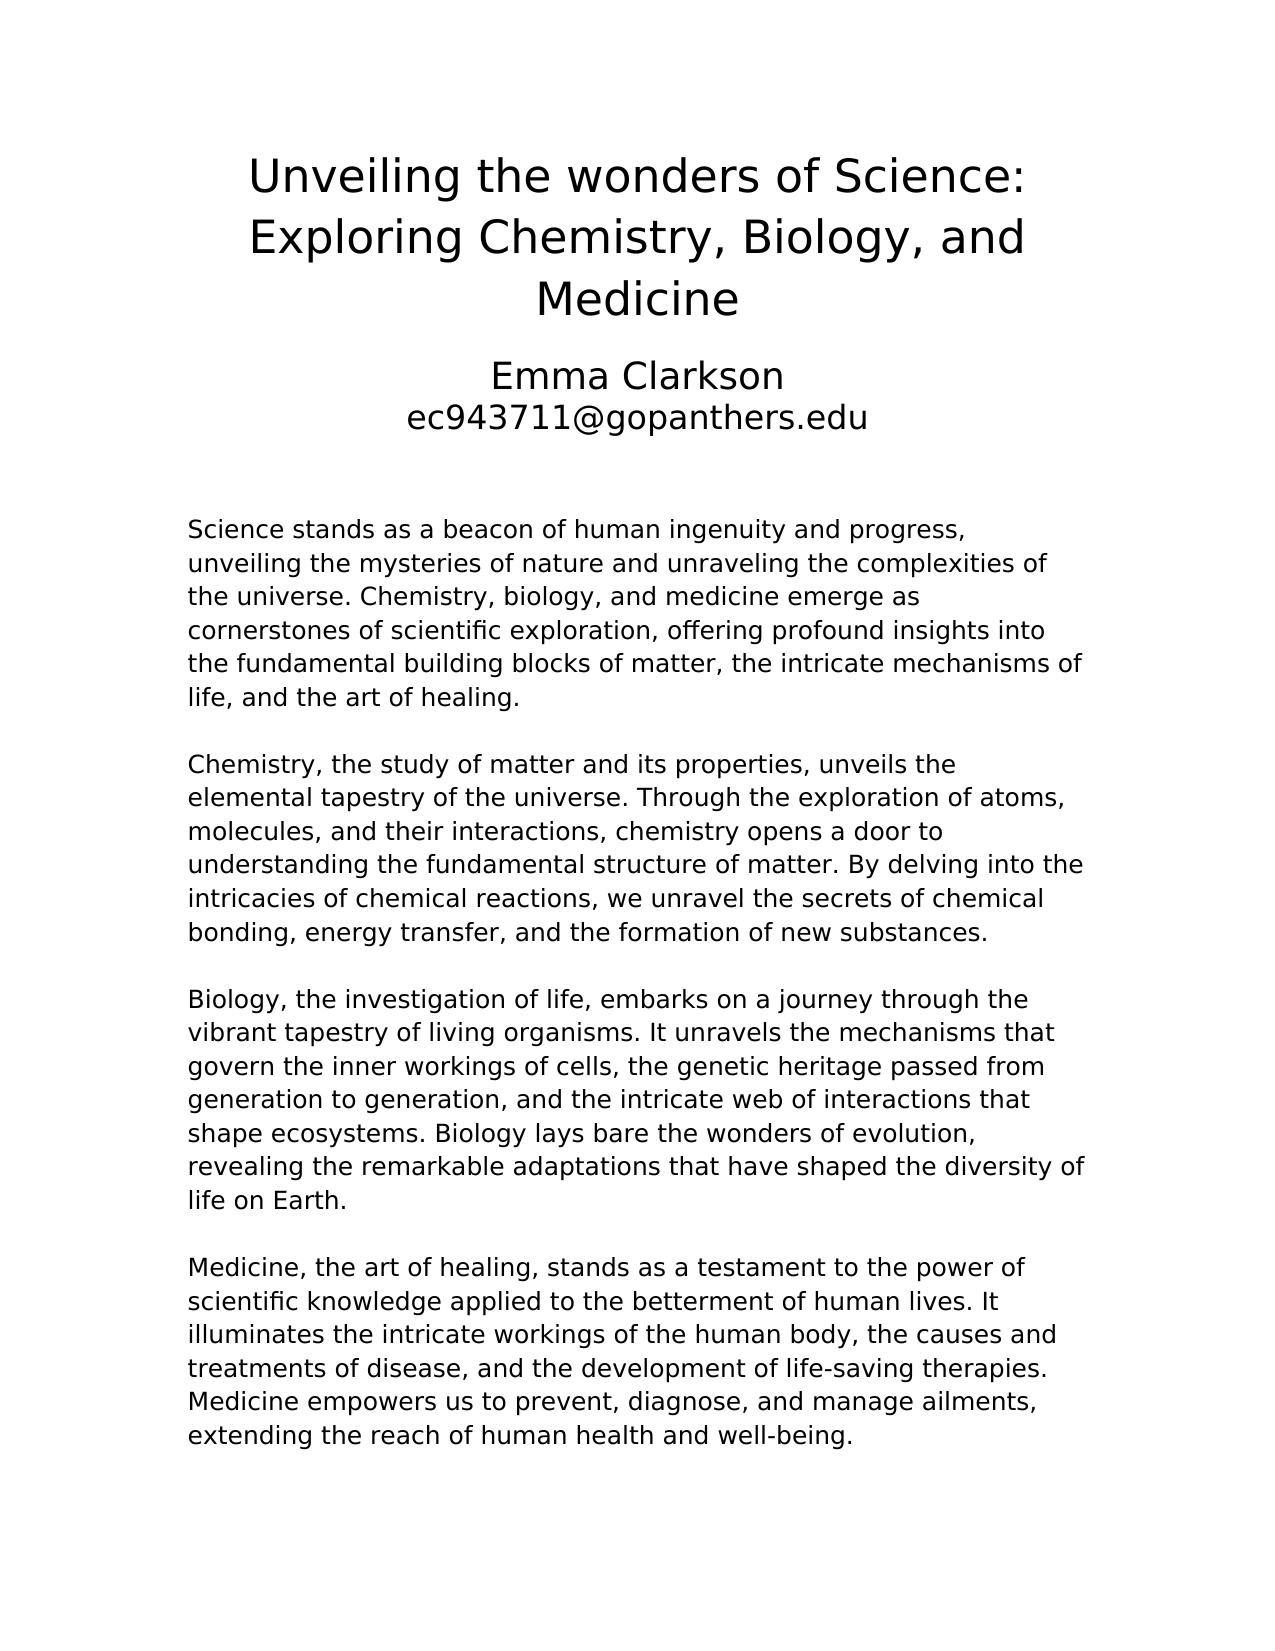 Unveiling the wonders of Science:
Exploring Chemistry, Biology, and
Medicine
Emma Clarkson
ec943711@gopanthers.edu
Science stands as a beacon of human ingenuity and progress,
unveiling the mysteries of nature and unraveling the complexities of
the universe. Chemistry, biology, and medicine emerge as
cornerstones of scientific exploration, offering profound insights into
the fundamental building blocks of matter, the intricate mechanisms of
life, and the art of healing.
Chemistry, the study of matter and its properties, unveils the
elemental tapestry of the universe. Through the exploration of atoms,
molecules, and their interactions, chemistry opens a door to
understanding the fundamental structure of matter. By delving into the
intricacies of chemical reactions, we unravel the secrets of chemical
bonding, energy transfer, and the formation of new substances.
Biology, the investigation of life, embarks on a journey through the
vibrant tapestry of living organisms. It unravels the mechanisms that
govern the inner workings of cells, the genetic heritage passed from
generation to generation, and the intricate web of interactions that
shape ecosystems. Biology lays bare the wonders of evolution,
revealing the remarkable adaptations that have shaped the diversity of
life on Earth.
Medicine, the art of healing, stands as a testament to the power of
scientific knowledge applied to the betterment of human lives. It
illuminates the intricate workings of the human body, the causes and
treatments of disease, and the development of life-saving therapies.
Medicine empowers us to prevent, diagnose, and manage ailments,
extending the reach of human health and well-being.